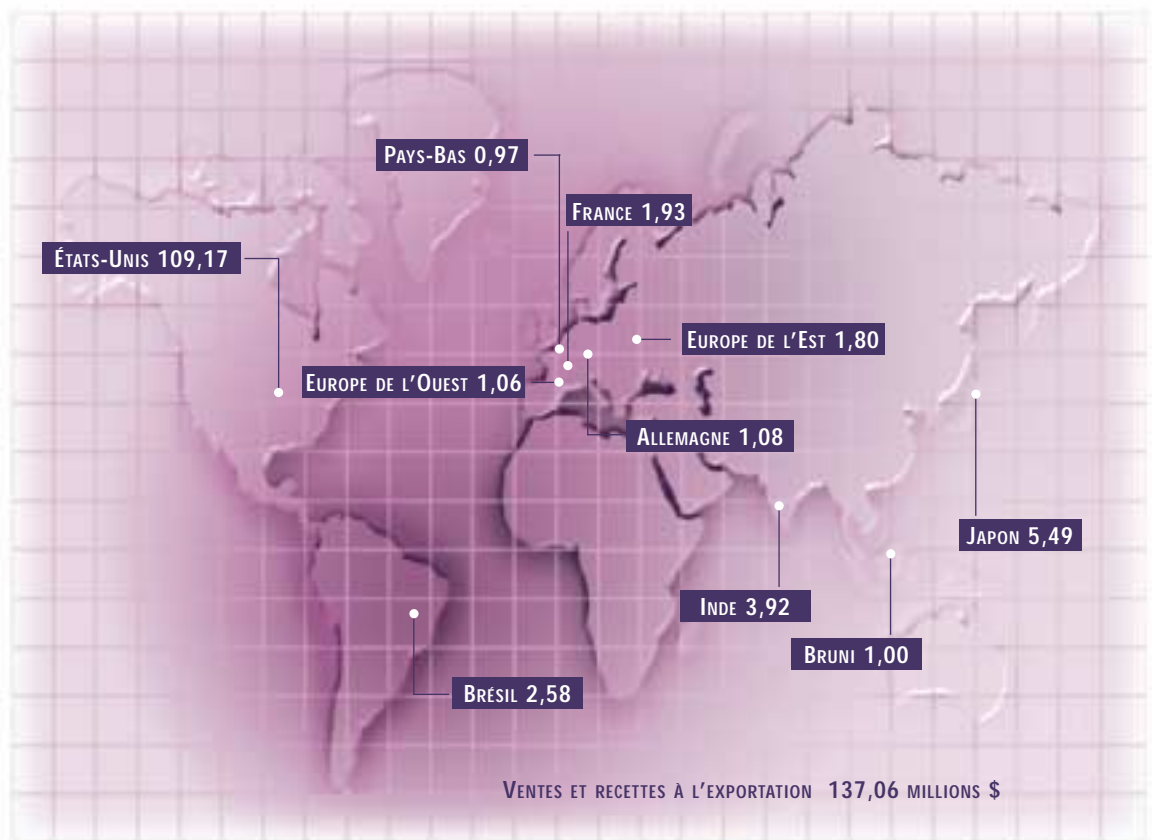 Pays-Bas 0,97
France 1,93
États-Unis 109,17
Europe de l'Est 1,80
Europe de l'Ouest 1,06
Allemagne 1,08
Japon 5,49
Inde 3,92
Bruni 1,00
Brésil 2,58
Ventes et recettes à l'exportation 137,06 millions $